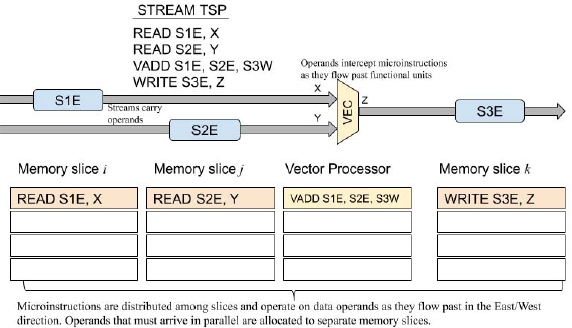 STREAM TSP
READ S1E, X
READ S2E, Y
VADD S1E, S2E, S3W
WRITE S3E, Z
Operands intercept microinstructions
as they flow past functional units
X
S1E
Streams carry
operands
Y
S2E
VEC
Z
S3E
Memory slice i
Memory slice j
Vector Processor
Memory slice k
READ S1E, X
READ S2E, Y
VADD S1E, S2E, S3W
WRITE S3E, Z
Microinstructions are distributed among slices and operate on data operands as they flow past in the East/West
direction. Operands that must arrive in parallel are allocated to separate memory slices.